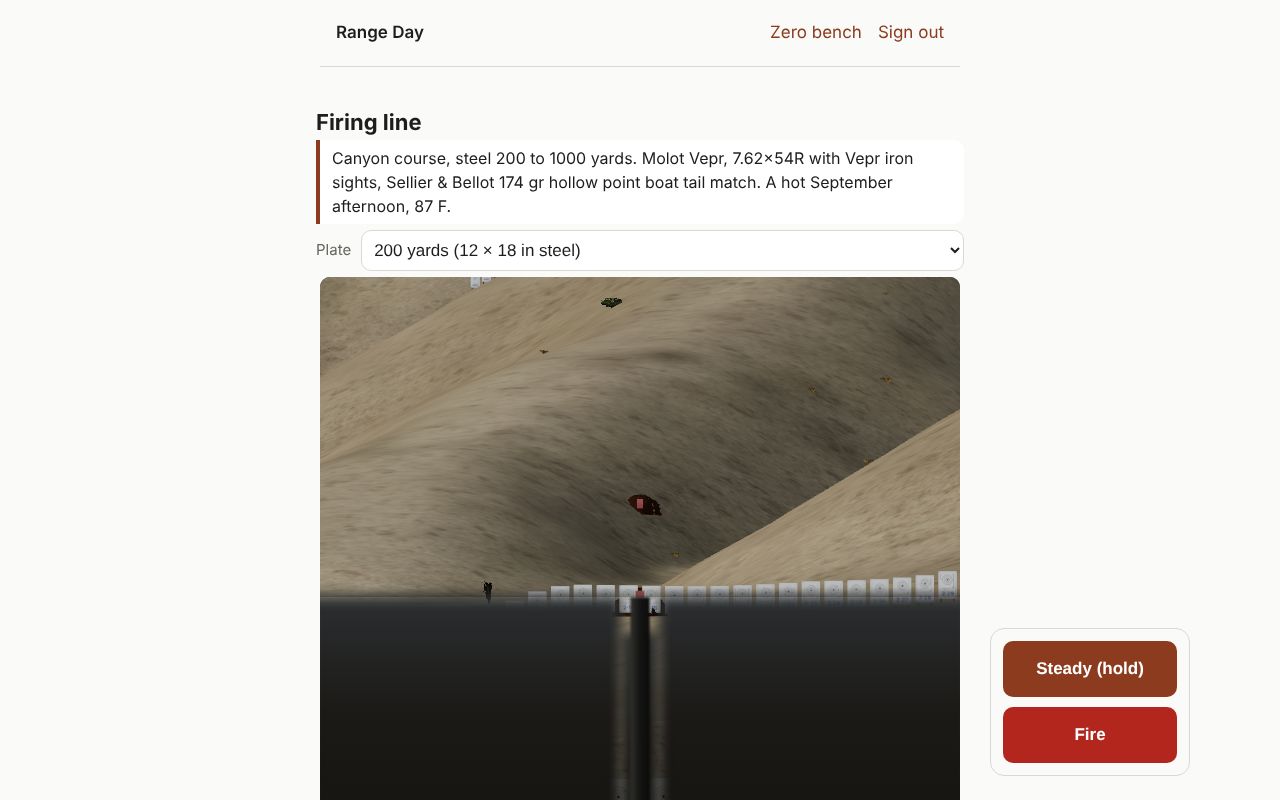 Range Day
Zero bench
Sign out
Firing line
Canyon course, steel 200 to 1000 yards. Molot Vepr, 7.62×54R with Vepr iron
sights, Sellier & Bellot 174 gr hollow point boat tail match. A hot September
afternoon, 87 F.
Plate
200 yards (12 × 18 in steel)
Steady (hold)
Fire